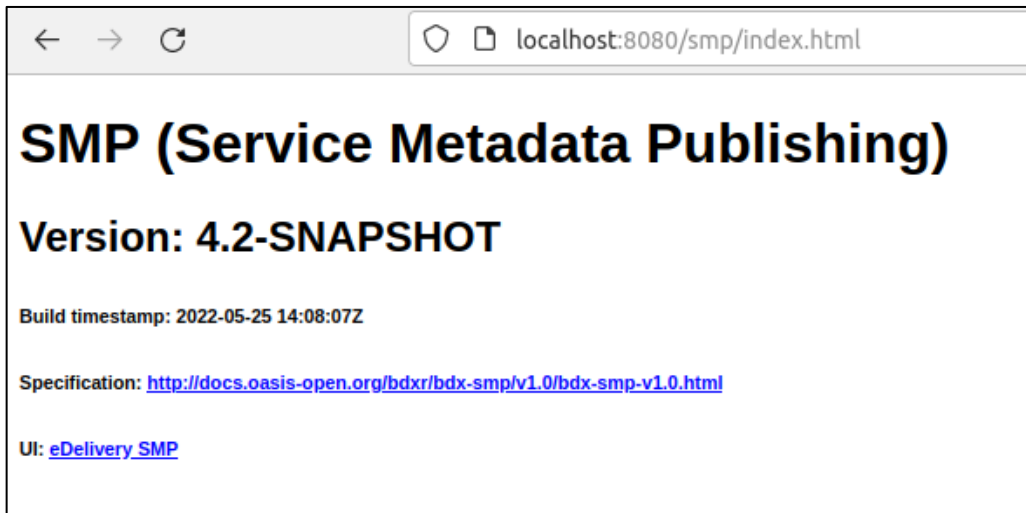 localhost:8080/smp/index.html
SMP (Service Metadata Publishing)
Version: 4.2-SNAPSHOT
Build timestamp: 2022-05-25 14:08:07Z
Specification: http://docs.oasis-open.org/bdxr/bdx-smp/v1.0/bdx-smp-v1.0.html
UI: eDelivery SMP